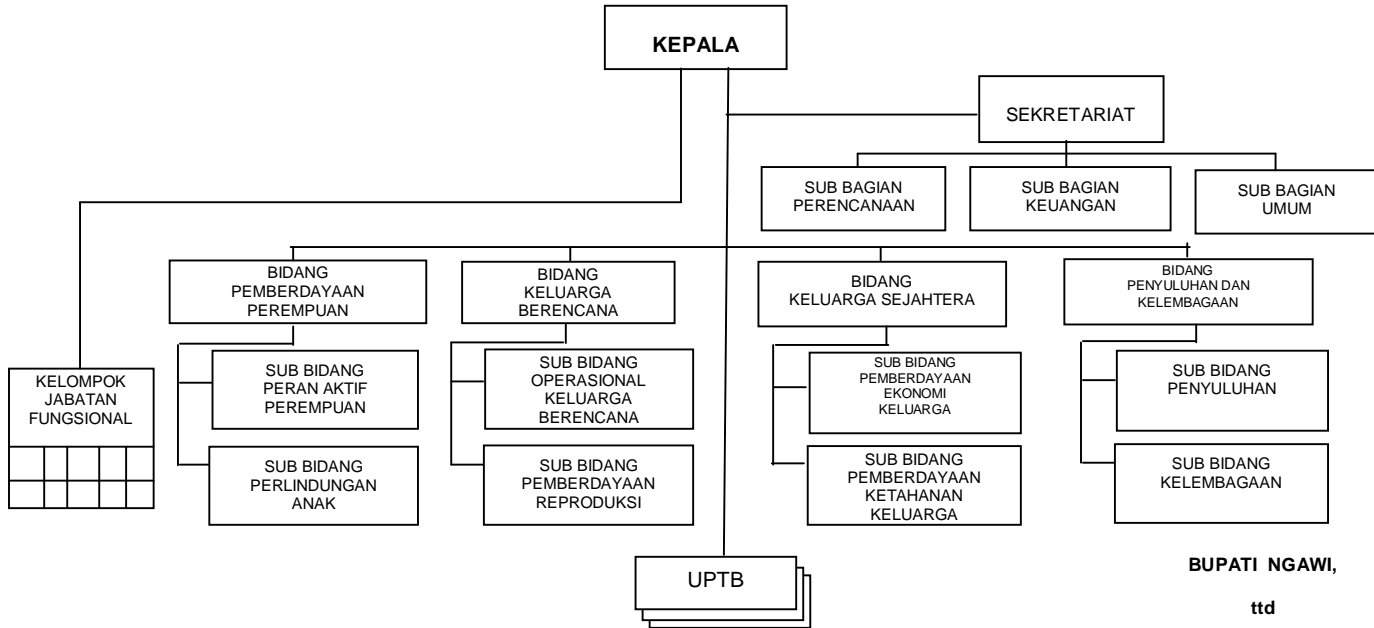 KEPALA
SEKRETARIAT
SUB BAGIAN
PERENCANAAN
SUB BAGIAN
KEUANGAN
SUB BAGIAN
UMUM
BIDANG
PEMBERDAYAAN
PEREMPUAN
BIDANG
KELUARGA
BERENCANA
BIDANG
KELUARGA SEJAHTERA
BIDANG
PENYULUHAN DAN
KELEMBAGAAN
KELOMPOK
JABATAN
FUNGSIONAL
SUB BIDANG
PERAN AKTIF
PEREMPUAN
SUB BIDANG
OPERASIONAL
KELUARGA
BERENCANA
SUB BIDANG
PEMBERDAYAAN
EKONOMI
KELUARGA
SUB BIDANG
PENYULUHAN
SUB BIDANG
PERLINDUNGAN
ANAK
SUB BIDANG
PEMBERDAYAAN
REPRODUKSI
SUB BIDANG
PEMBERDAYAAN
KETAHANAN
KELUARGA
SUB BIDANG
KELEMBAGAAN
UPTB
BUPATI NGAWI,
ttd